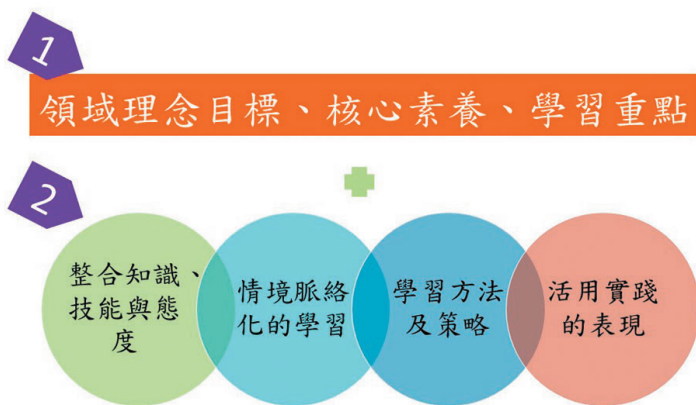 1
領域理念目標、核心素養、學習重點
2
整合知識、
技能與態
度
情境脈絡
化的學習
學習方法
及策略
活用實踐
的表現